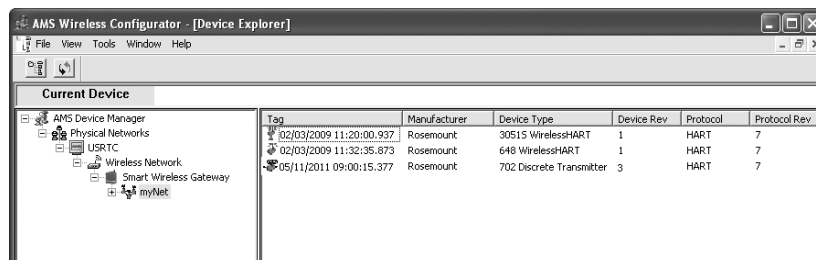 AMS Wireless Configurator - [Device Explorer]
File View Tools Window Help
Current Device
AMS Device Manager
Physical Networks
USRTC
Wireless Network
Smart Wireless Gateway
myNet
Tag Manufacturer Device Type Device Rev Protocol Protocol Rev
02/03/2009 11:20:00.937 Rosemount 3051S WirelessHART 1 HART 7
02/03/2009 11:32:35.873 Rosemount 648 WirelessHART 1 HART 7
05/11/2011 09:00:15.377 Rosemount 702 Discrete Transmitter 3 HART 7